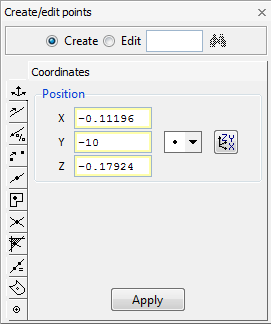 Create/edit points
Create Edit
Coordinates
Position
X -0.11196
Y -10
Z -0.17924
Apply